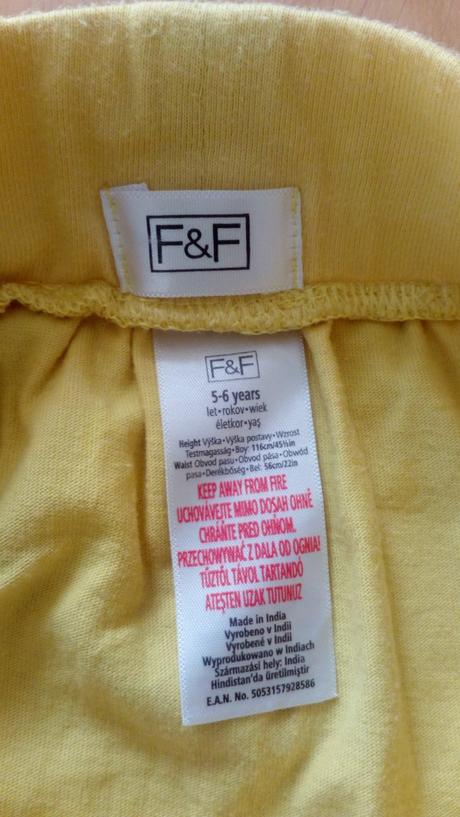 F&F
F&F
5-6 years
let•rokov•wiek
életkor•yaş
Height Výška•Výška postavy•Wzrost
Testmagasság•Boy: 116cm/45½in
Waist Obvod pasu•Obvod pása•Obwód
pasa•Derékbőség•Bel: 56cm/22in
KEEP AWAY FROM FIRE
UCHOVÁVEJTE MIMO DOSAH OHNĚ
CHRÁŇTE PRED OHŇOM.
PRZECHOWYWAĆ Z DALA OD OGNIA!
TŰZTŐL TÁVOL TARTANDÓ
ATEŞTEN UZAK TUTUNUZ
Made in India
Vyrobeno v Indii
Vyrobené v Indii
Wyprodukowano w Indiach
Származási hely: India
Hindistan'da üretilmiştir
E.A.N. No. 5053157928586